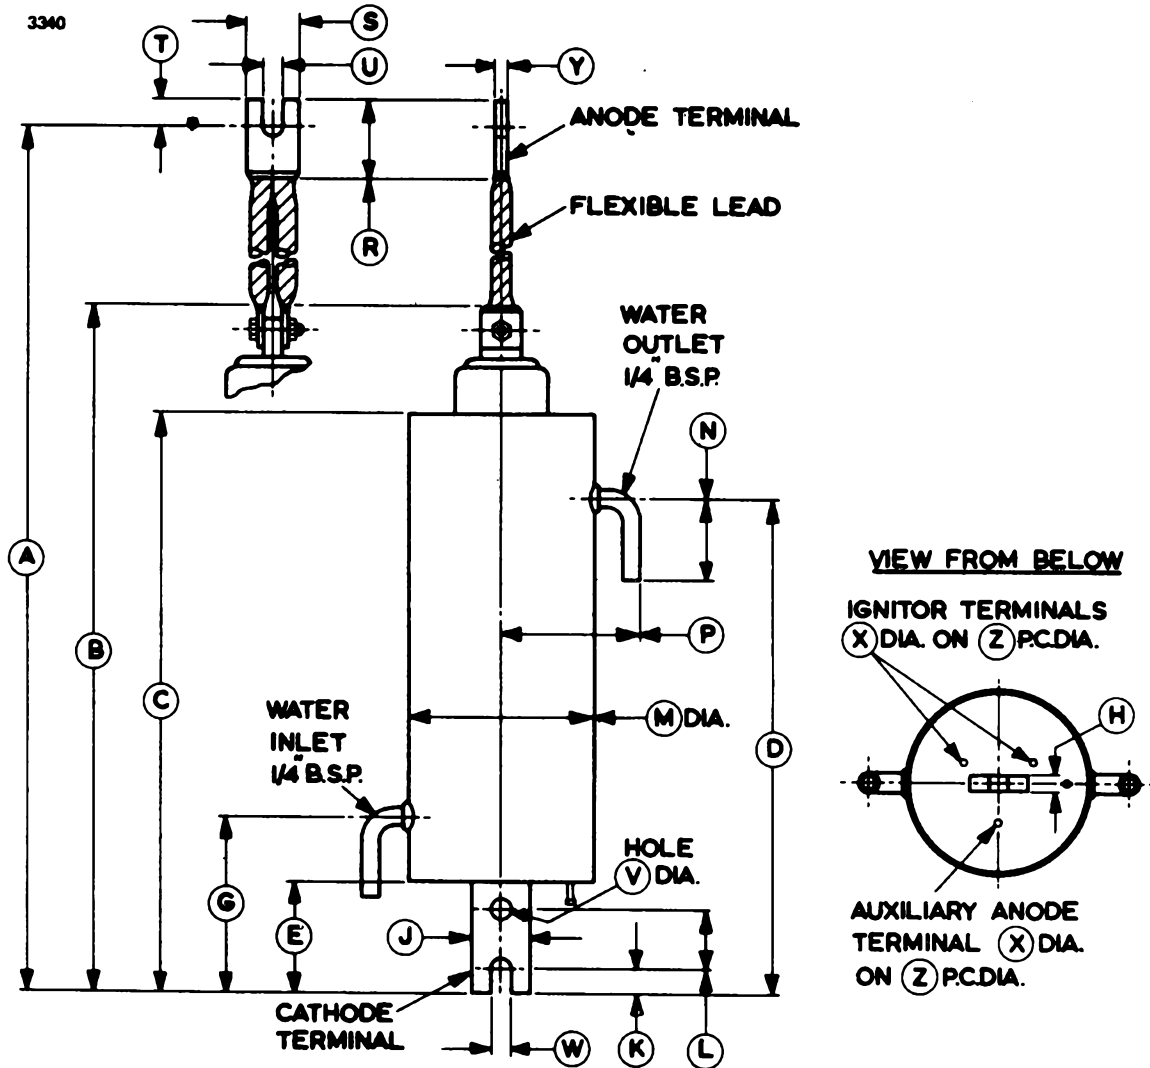 3340
S
T
U
Y
ANODE TERMINAL
FLEXIBLE LEAD
R
WATER
OUTLET
1/4" B.S.P.
N
A
VIEW FROM BELOW
IGNITOR TERMINALS
X DIA. ON Z P.C.DIA.
P
B
C
WATER
INLET
1/4" B.S.P.
M DIA.
D
H
HOLE
V DIA.
G
E
J
AUXILIARY ANODE
TERMINAL X DIA.
ON Z P.C.DIA.
CATHODE
TERMINAL
W
K
L